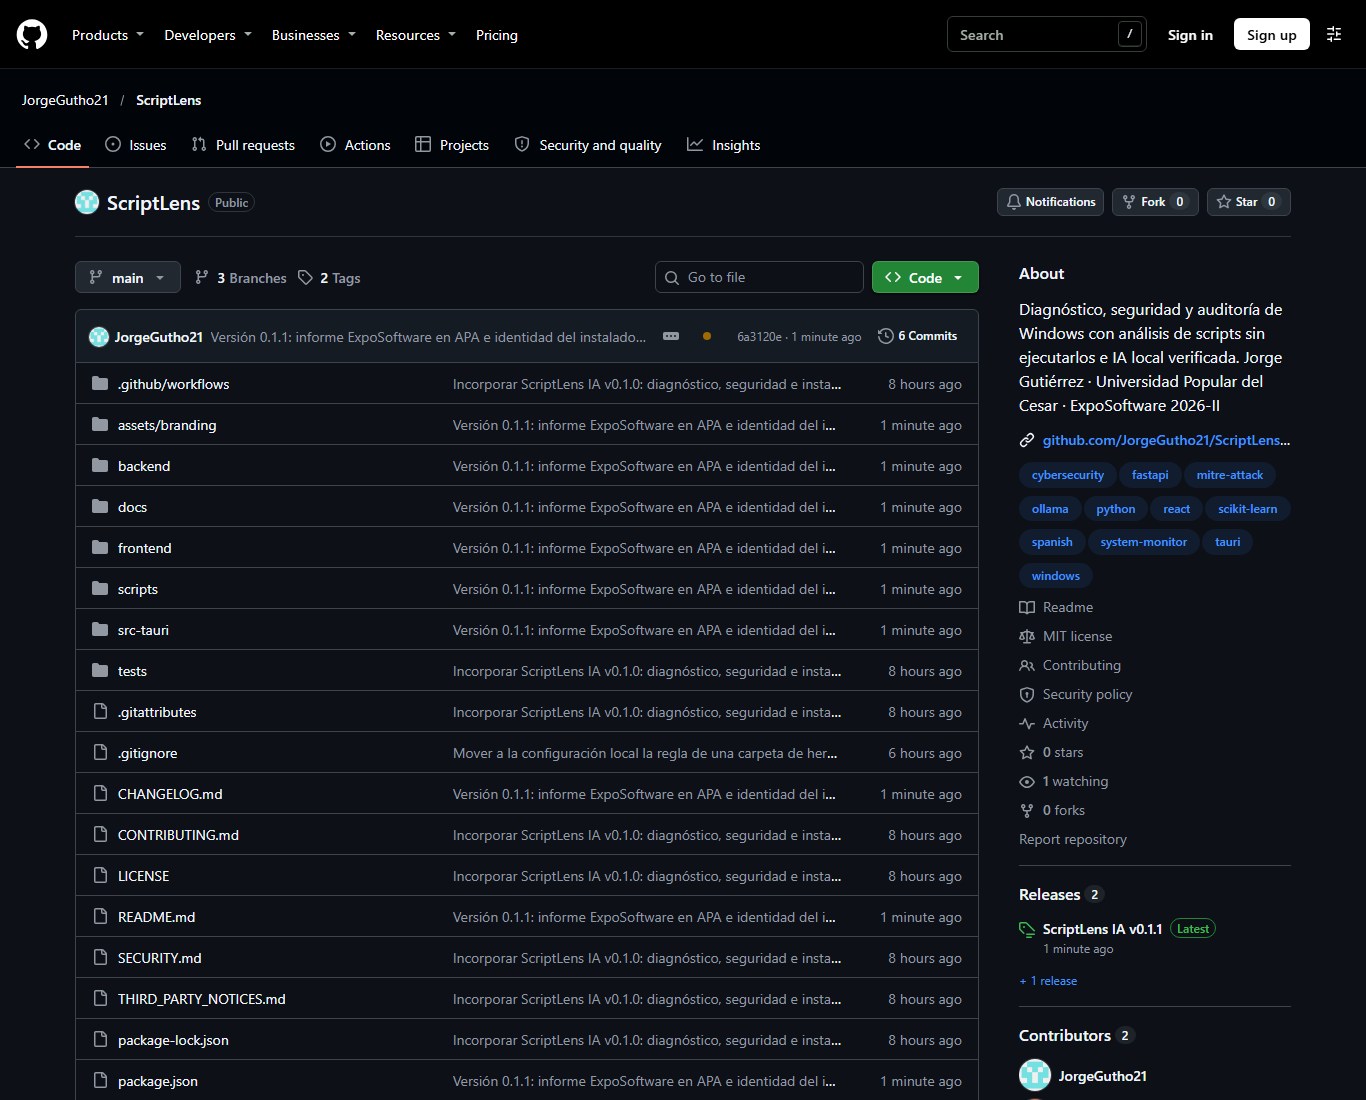 Products Developers Businesses Resources Pricing Search / Sign in Sign up
JorgeGutho21 / ScriptLens
Code Issues Pull requests Actions Projects Security and quality Insights
ScriptLens Public Notifications Fork 0 Star 0
main 3 Branches 2 Tags Go to file Code
JorgeGutho21 Versión 0.1.1: informe ExpoSoftware en APA e identidad del instalado... 6a3120e · 1 minute ago 6 Commits
.github/workflows Incorporar ScriptLens IA v0.1.0: diagnóstico, seguridad e insta... 8 hours ago
assets/branding Versión 0.1.1: informe ExpoSoftware en APA e identidad del i... 1 minute ago
backend Versión 0.1.1: informe ExpoSoftware en APA e identidad del i... 1 minute ago
docs Versión 0.1.1: informe ExpoSoftware en APA e identidad del i... 1 minute ago
frontend Versión 0.1.1: informe ExpoSoftware en APA e identidad del i... 1 minute ago
scripts Versión 0.1.1: informe ExpoSoftware en APA e identidad del i... 1 minute ago
src-tauri Versión 0.1.1: informe ExpoSoftware en APA e identidad del i... 1 minute ago
tests Incorporar ScriptLens IA v0.1.0: diagnóstico, seguridad e insta... 8 hours ago
.gitattributes Incorporar ScriptLens IA v0.1.0: diagnóstico, seguridad e insta... 8 hours ago
.gitignore Mover a la configuración local la regla de una carpeta de her... 6 hours ago
CHANGELOG.md Versión 0.1.1: informe ExpoSoftware en APA e identidad del i... 1 minute ago
CONTRIBUTING.md Incorporar ScriptLens IA v0.1.0: diagnóstico, seguridad e insta... 8 hours ago
LICENSE Incorporar ScriptLens IA v0.1.0: diagnóstico, seguridad e insta... 8 hours ago
README.md Versión 0.1.1: informe ExpoSoftware en APA e identidad del i... 1 minute ago
SECURITY.md Incorporar ScriptLens IA v0.1.0: diagnóstico, seguridad e insta... 8 hours ago
THIRD_PARTY_NOTICES.md Incorporar ScriptLens IA v0.1.0: diagnóstico, seguridad e insta... 8 hours ago
package-lock.json Incorporar ScriptLens IA v0.1.0: diagnóstico, seguridad e insta... 8 hours ago
package.json Versión 0.1.1: informe ExpoSoftware en APA e identidad del i... 1 minute ago
About
Diagnóstico, seguridad y auditoría de
Windows con análisis de scripts sin
ejecutarlos e IA local verificada. Jorge
Gutiérrez · Universidad Popular del
Cesar · ExpoSoftware 2026-II
github.com/JorgeGutho21/ScriptLens...
cybersecurity fastapi mitre-attack
ollama python react scikit-learn
spanish system-monitor tauri
windows
Readme
MIT license
Contributing
Security policy
Activity
0 stars
1 watching
0 forks
Report repository
Releases 2
ScriptLens IA v0.1.1 Latest
1 minute ago
+ 1 release
Contributors 2
JorgeGutho21